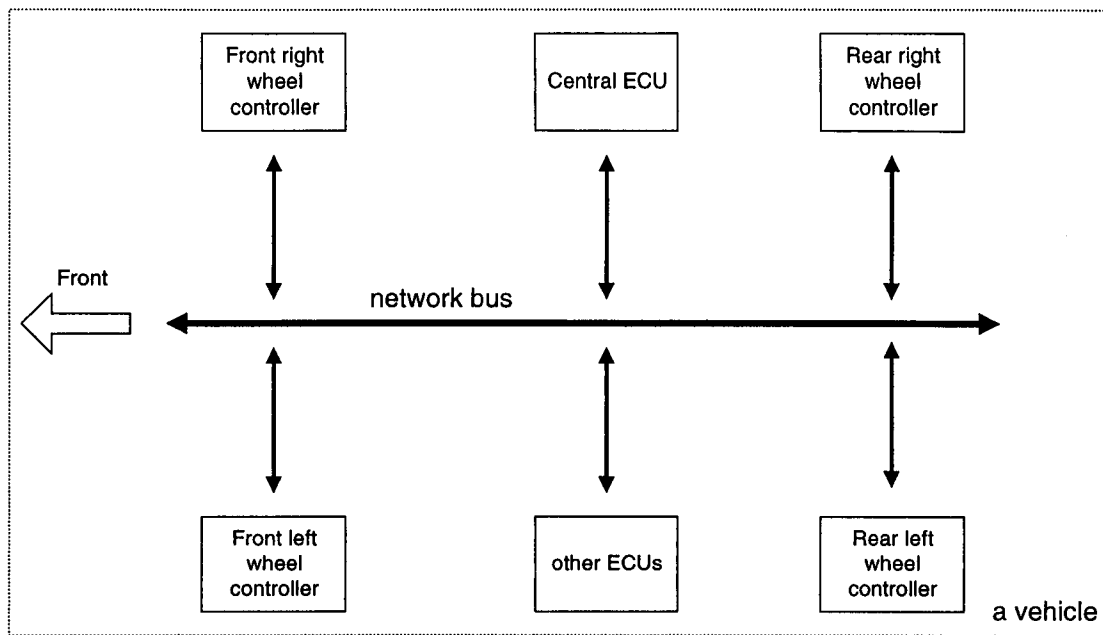 Front right
wheel
controller
Central ECU
Rear right
wheel
controller
Front
network bus
Front left
wheel
controller
other ECUs
Rear left
wheel
controller
a vehicle